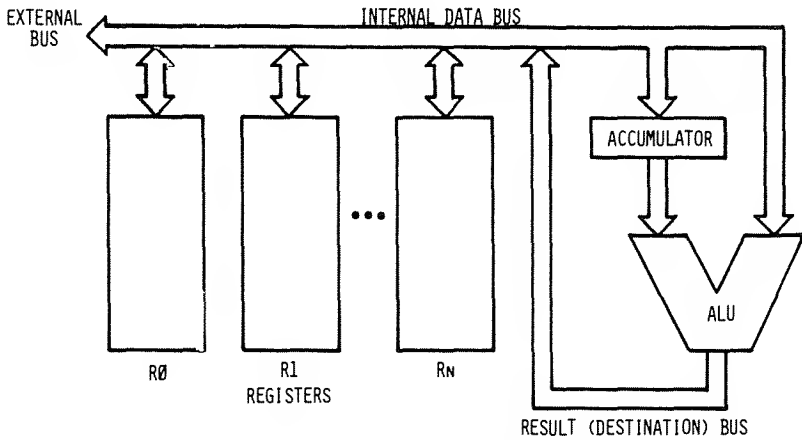 EXTERNAL
BUS
INTERNAL DATA BUS
ACCUMULATOR
ALU
RØ
R1
RN
REGISTERS
RESULT (DESTINATION) BUS